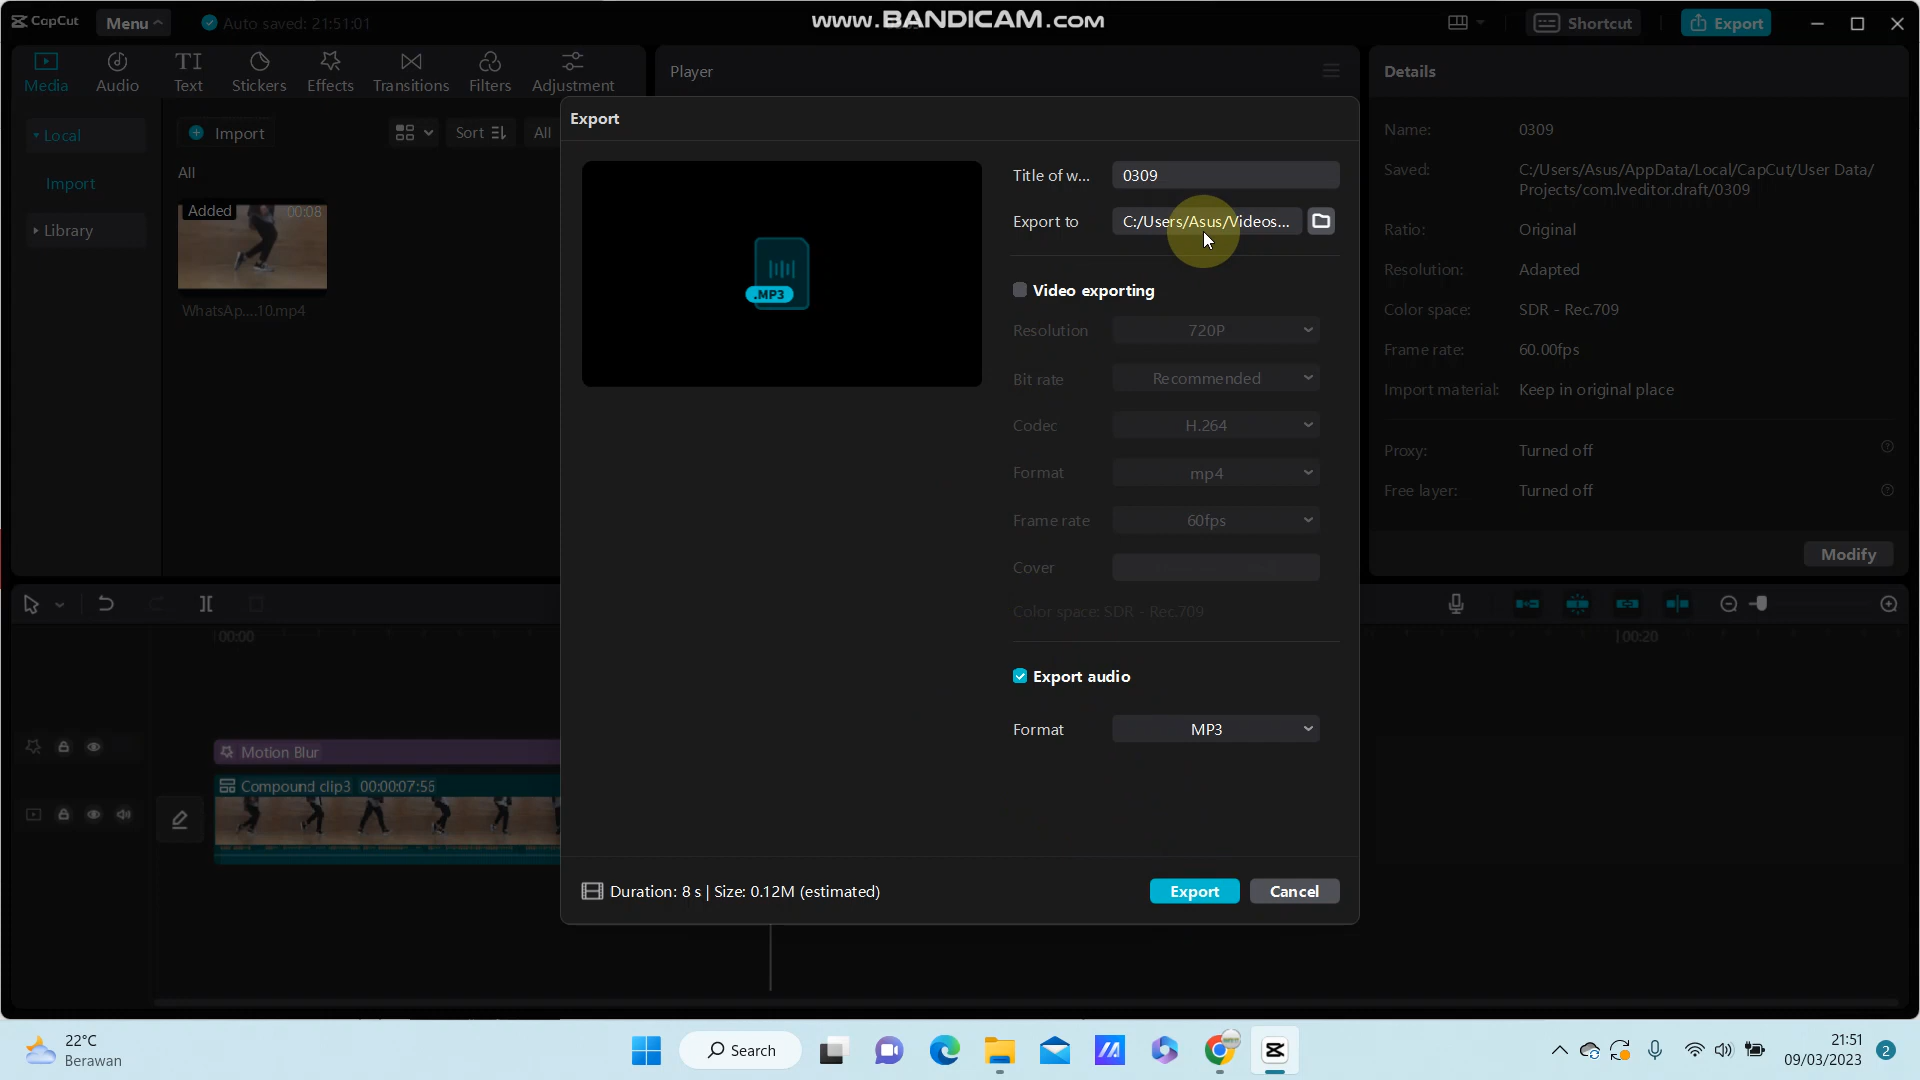 CapCut
Menu
Auto saved: 21:51:01
www.BANDICAM.com
Shortcut
Export
Media
Audio
Text
Stickers
Effects
Transitions
Filters
Adjustment
Player
Details
Local
Import
Library
Import
Sort
All
All
Added
00:08
WhatsAp....10.mp4
Export
.MP3
Title of w...
0309
Export to
C:/Users/Asus/Videos...
Video exporting
Resolution
720P
Bit rate
Recommended
Codec
H.264
Format
mp4
Frame rate
60fps
Cover
Color space: SDR - Rec.709
Export audio
Format
MP3
Duration: 8 s | Size: 0.12M (estimated)
Export
Cancel
Name:
0309
Saved:
C:/Users/Asus/AppData/Local/CapCut/User Data/
Projects/com.lveditor.draft/0309
Ratio:
Original
Resolution:
Adapted
Color space:
SDR - Rec.709
Frame rate:
60.00fps
Import material:
Keep in original place
Proxy:
Turned off
Free layer:
Turned off
Modify
00:00
00:20
Motion Blur
Compound clip3 00:00:07:56
22°C
Berawan
Search
21:51
09/03/2023
2